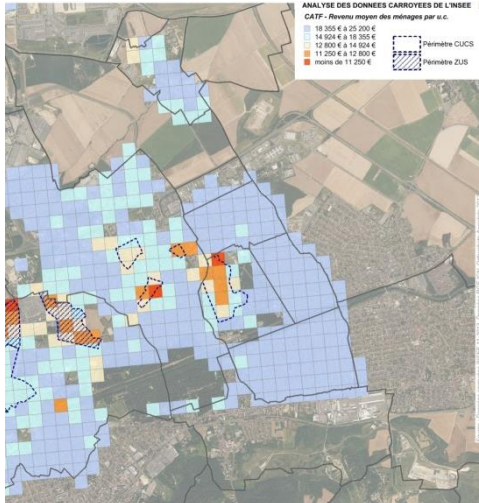 ANALYSE DES DONNEES CARROYEES DE L'INSEE
CATF - Revenu moyen des ménages par u.c.
18 355 € à 25 200 €
14 924 € à 18 355 €
12 800 € à 14 924 €
11 250 € à 12 800 €
moins de 11 250 €
Périmètre CUCS
Périmètre ZUS